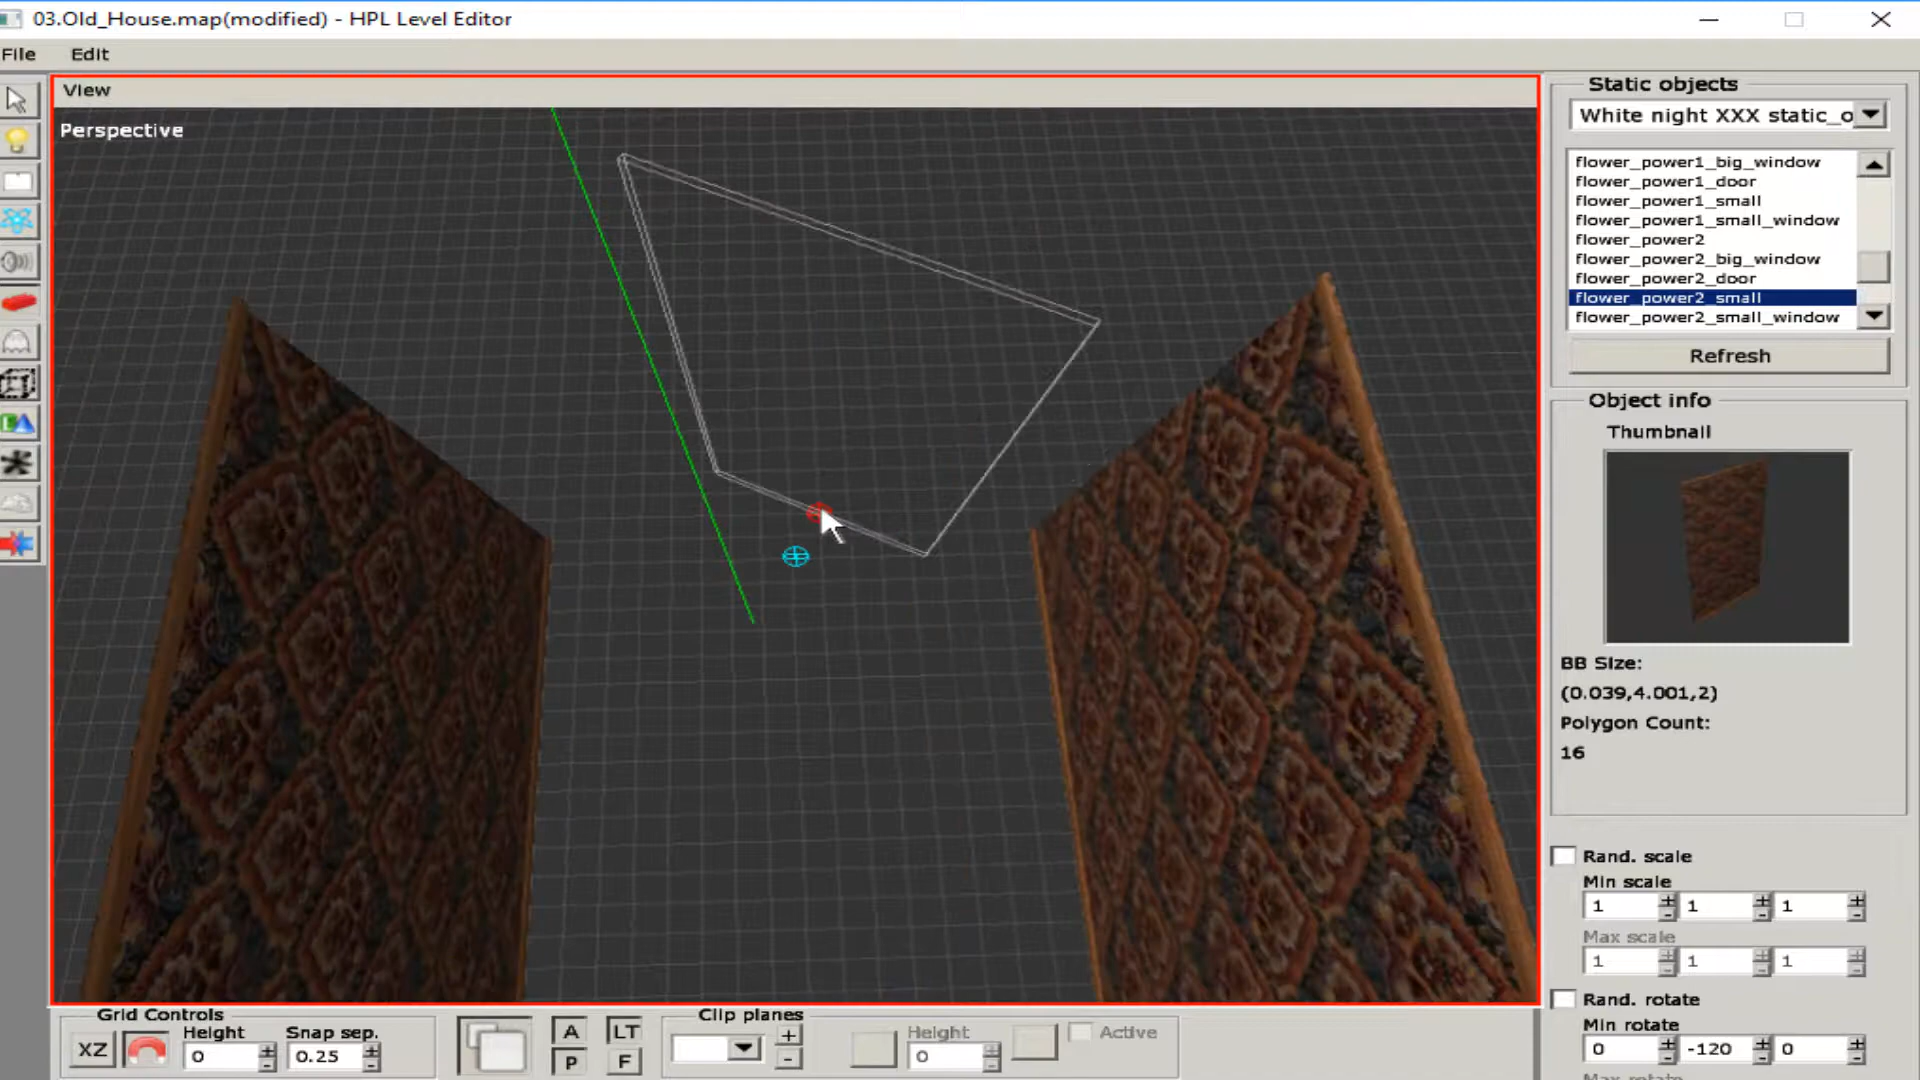 03.Old_House.map(modified) - HPL Level Editor
File Edit
View
Perspective
Static objects
White night XXX static_o
flower_power1_big_window
flower_power1_door
flower_power1_small
flower_power1_small_window
flower_power2
flower_power2_big_window
flower_power2_door
flower_power2_small
flower_power2_small_window
Refresh
Object info
Thumbnail
BB Size:
(0.039,4.001,2)
Polygon Count:
16
Rand. scale
Min scale
1 1 1
Max scale
1 1 1
Rand. rotate
Min rotate
0 -120 0
Max rotate
Grid Controls
XZ
Height
0
Snap sep.
0.25
A
P
LT
F
Clip planes
+
-
Height
0
Active